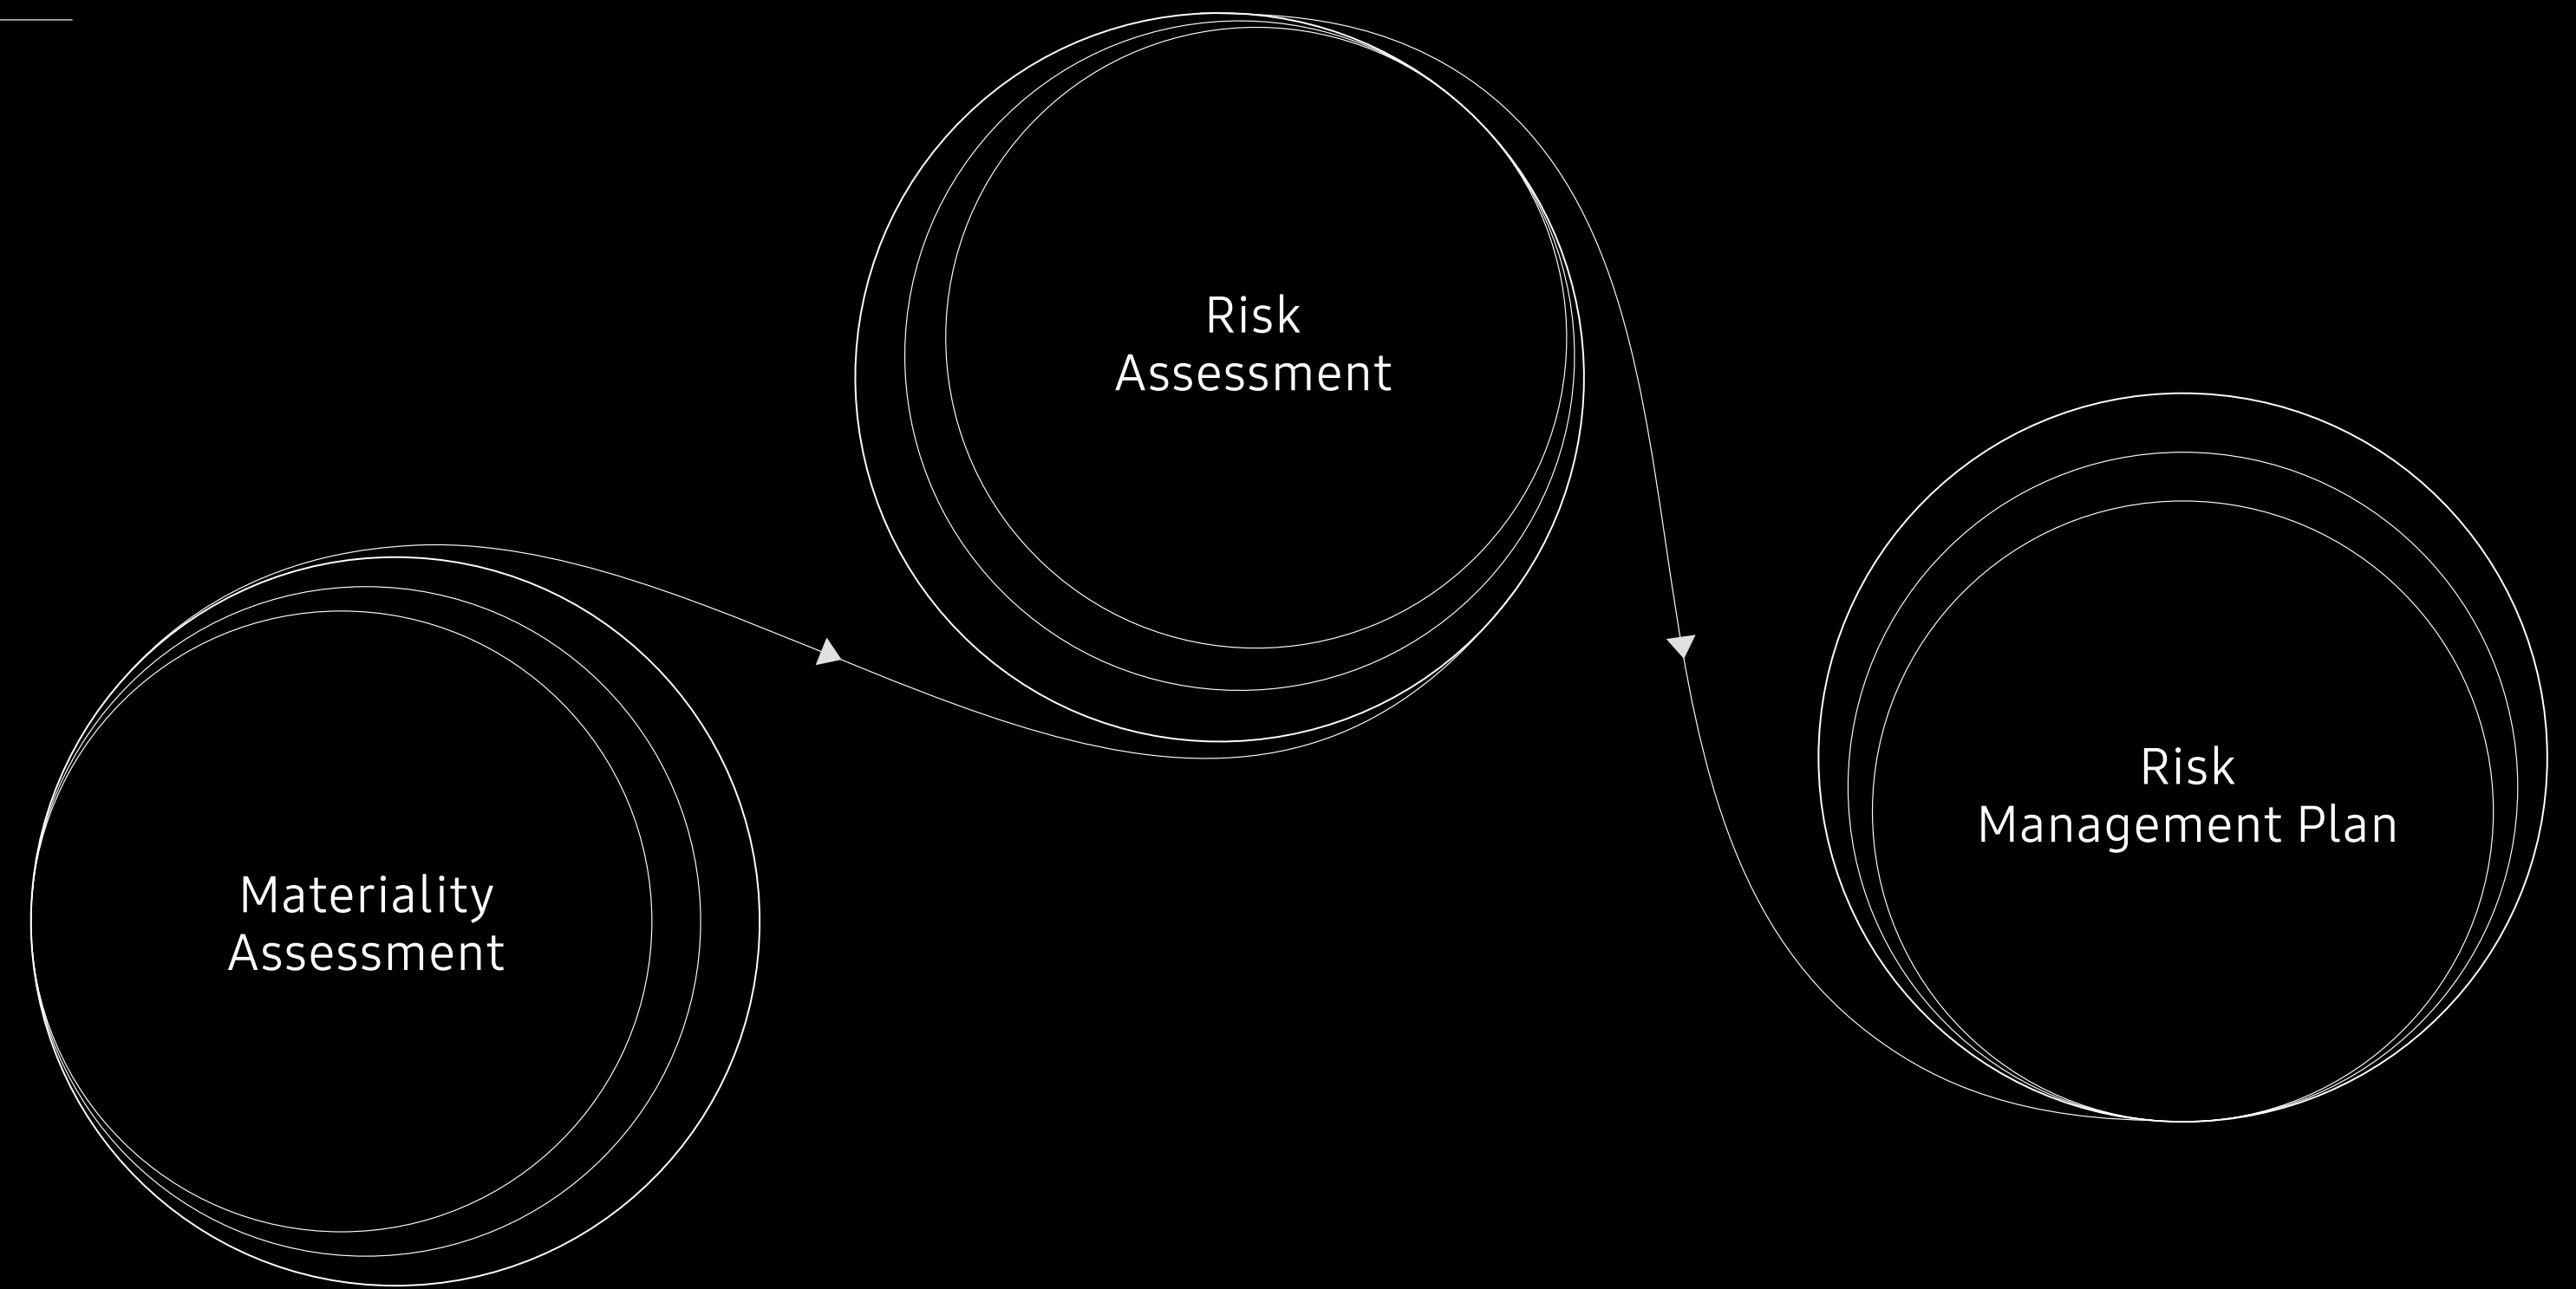 Materiality
Assessment
Risk
Assessment
Risk
Management Plan